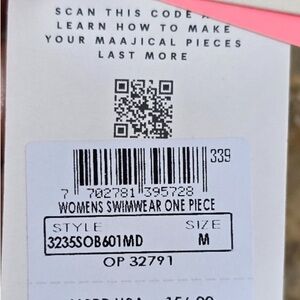 SCAN THIS CODE
LEARN HOW TO MAKE
YOUR MAAJICAL PIECES
LAST MORE
339
7 702781 395728
WOMENS SWIMWEAR ONE PIECE
STYLE SIZE
3235SOB601MD M
OP 32791